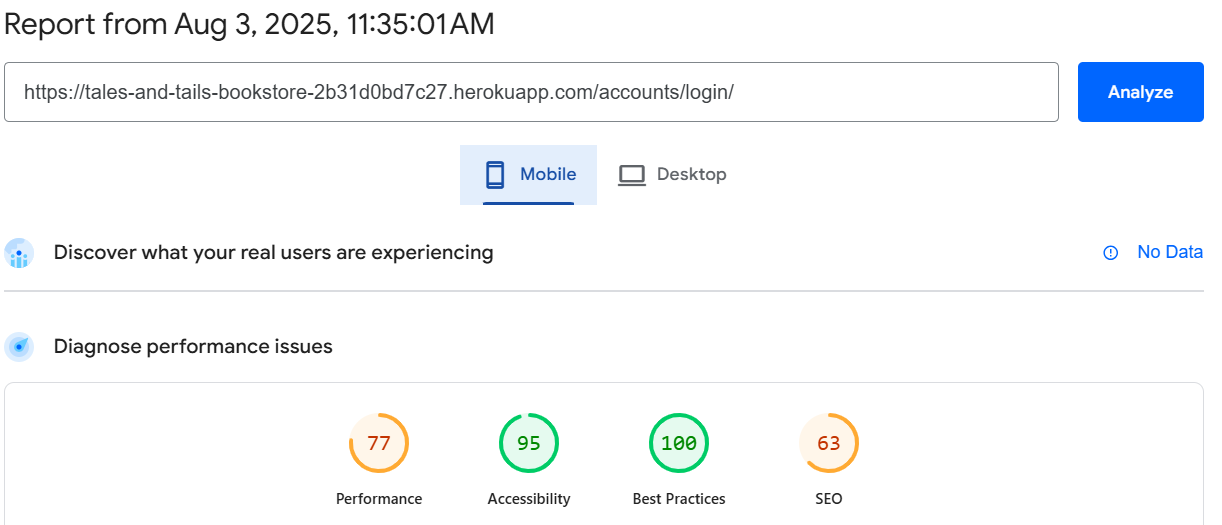 Report from Aug 3, 2025, 11:35:01 AM
https://tales-and-tails-bookstore-2b31d0bd7c27.herokuapp.com/accounts/login/
Analyze
Mobile
Desktop
Discover what your real users are experiencing
No Data
Diagnose performance issues
77
95
100
63
Performance
Accessibility
Best Practices
SEO